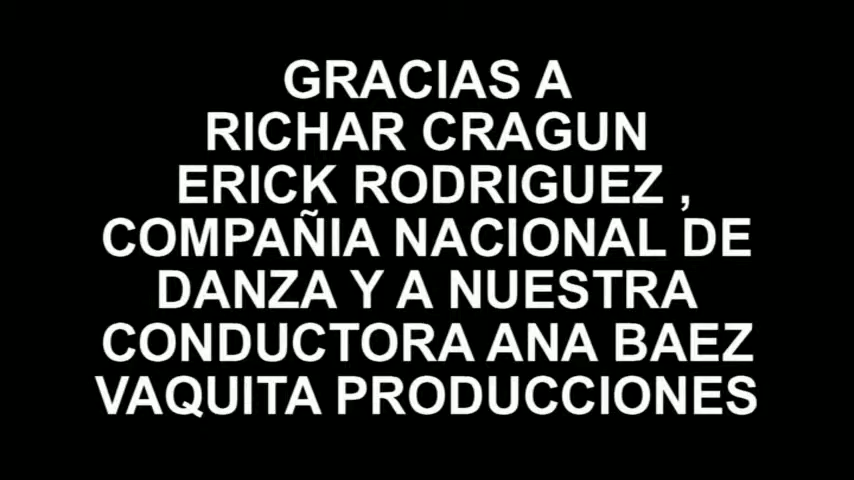 GRACIAS A
RICHAR CRAGUN
ERICK RODRIGUEZ ,
COMPAÑIA NACIONAL DE
DANZA Y A NUESTRA
CONDUCTORA ANA BAEZ
VAQUITA PRODUCCIONES